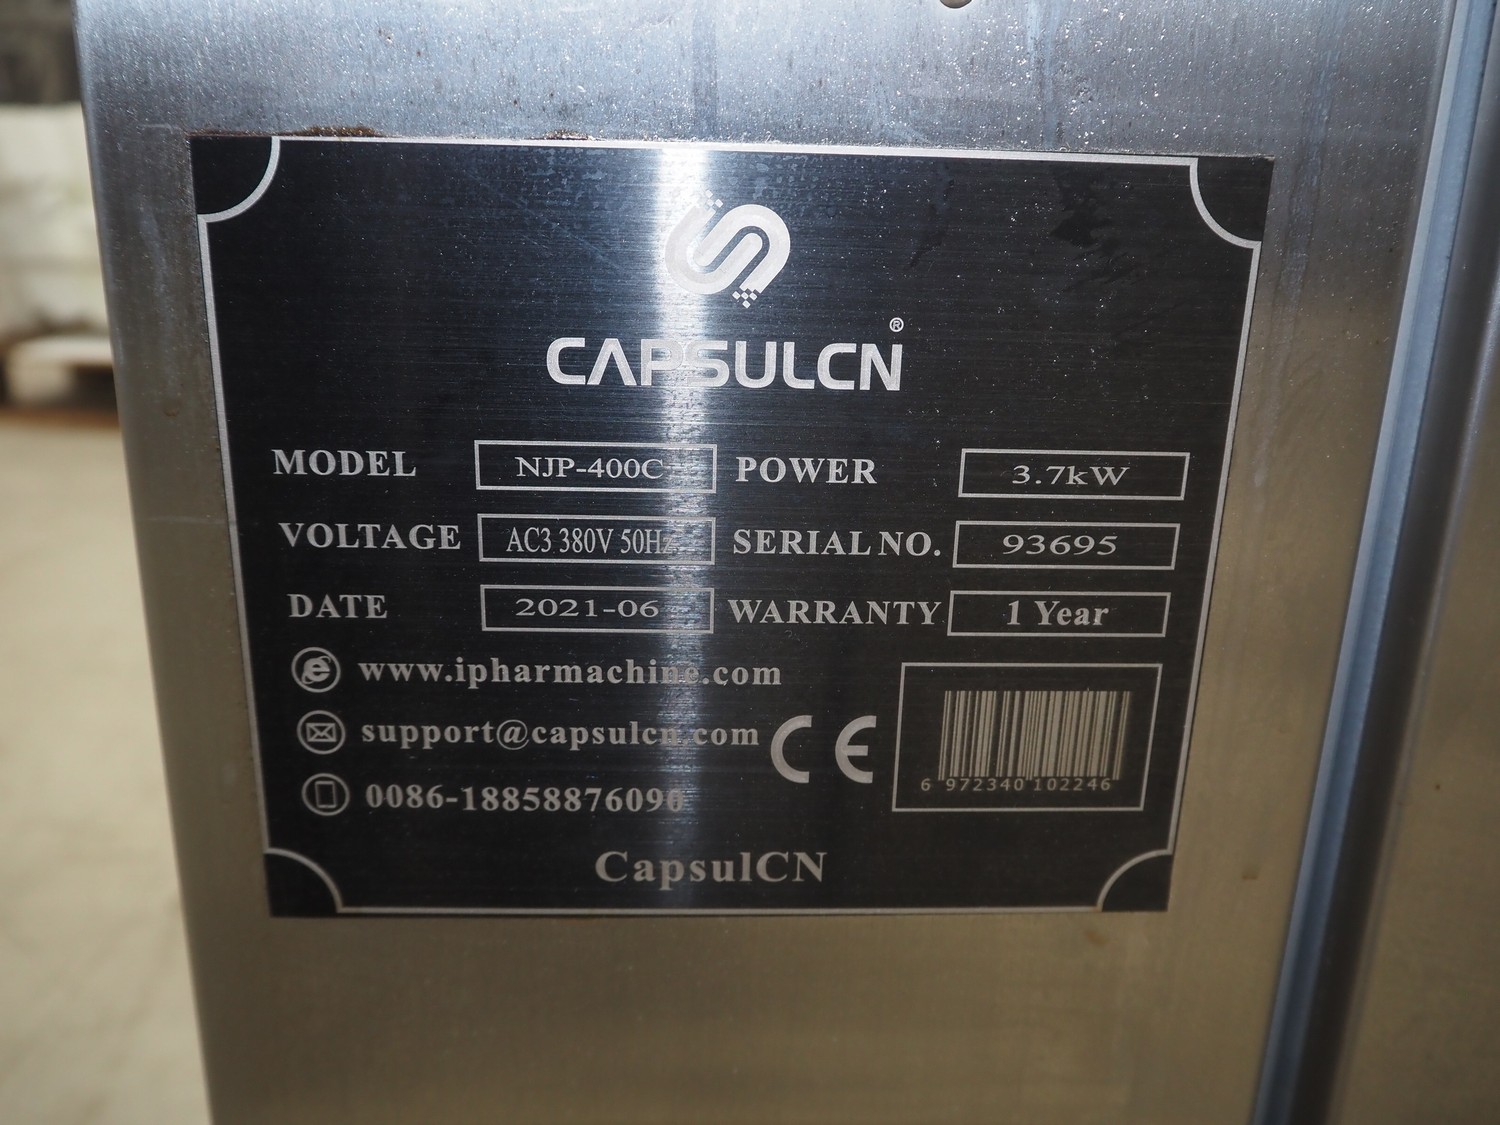 CAPSULCN®
MODEL NJP-400C POWER 3.7kW
VOLTAGE AC3 380V 50Hz SERIAL NO. 93695
DATE 2021-06 WARRANTY 1 Year
www.ipharmachine.com
support@capsulcn.com
CE
0086-18858876090
6 972340 102246
CapsulCN